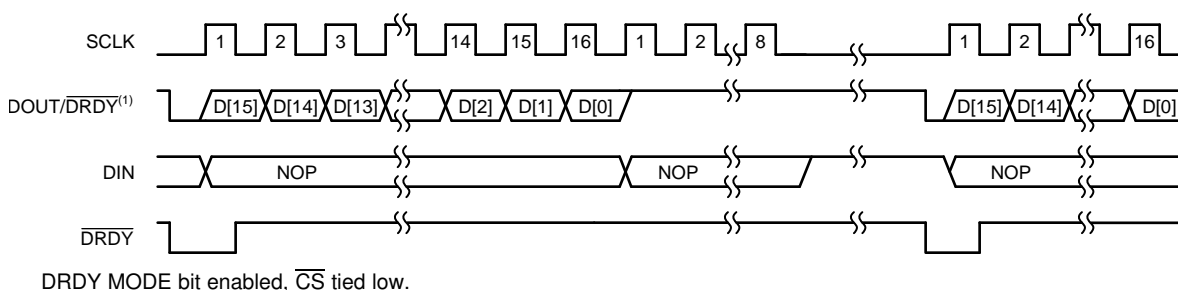 SCLK 1 2 3 14 15 16 1 2 8 1 2 16
DOUT/DRDY(1) D[15] D[14] D[13] D[2] D[1] D[0] D[15] D[14] D[0]
DIN NOP NOP NOP
DRDY
DRDY MODE bit enabled, CS tied low.